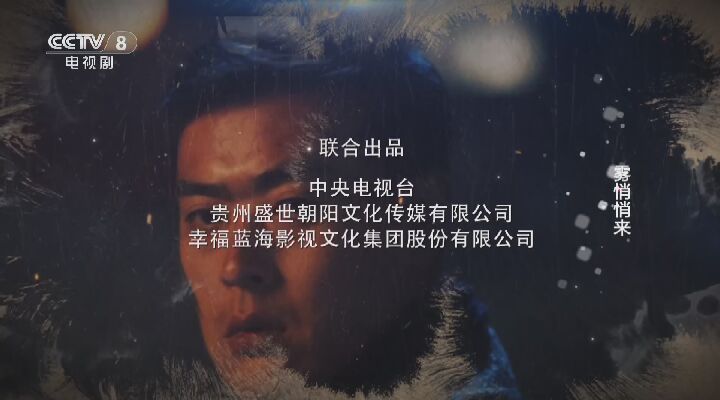 CCTV 8
电视剧
联合出品
中央电视台
贵州盛世朝阳文化传媒有限公司
幸福蓝海影视文化集团股份有限公司
雾悄悄来